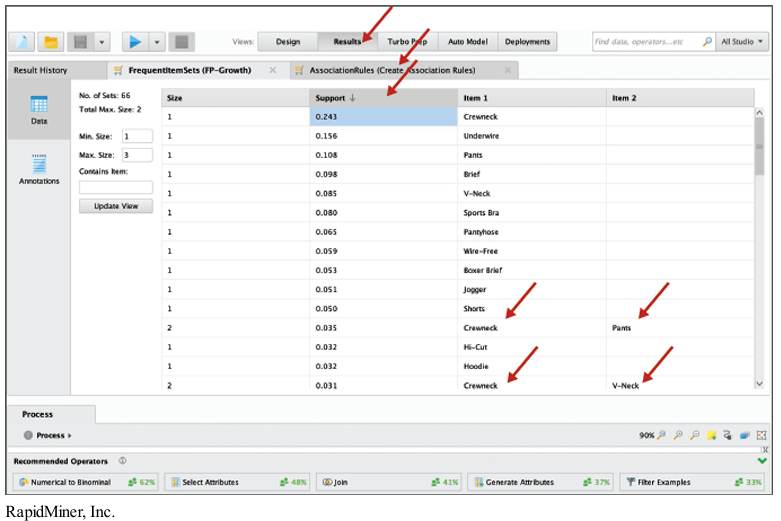 Views: Design Results Turbo Prep Auto Model Deployments Find data, operators...etc All Studio
Result History FrequentItemSets (FP-Growth) AssociationRules (Create Association Rules)
Data
Annotations
No. of Sets: 66
Total Max. Size: 2
Min. Size: 1
Max. Size: 3
Contains Item:
Update View
Size Support Item 1 Item 2
1 0.243 Crewneck
1 0.156 Underwire
1 0.108 Pants
1 0.098 Brief
1 0.085 V-Neck
1 0.080 Sports Bra
1 0.065 Pantyhose
1 0.059 Wire-Free
1 0.053 Boxer Brief
1 0.051 Jogger
1 0.050 Shorts
2 0.035 Crewneck Pants
1 0.032 Hi-Cut
1 0.032 Hoodie
2 0.031 Crewneck V-Neck
Process
Process
90%
Recommended Operators
Numerical to Binominal 62% Select Attributes 48% Join 41% Generate Attributes 37% Filter Examples 33%
RapidMiner, Inc.